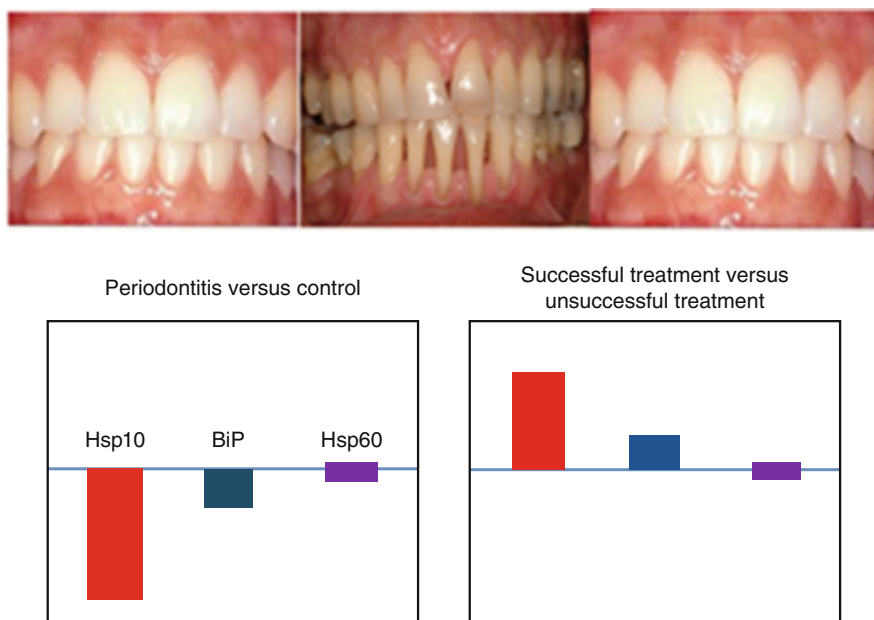 Periodontitis versus control
Successful treatment versus
unsuccessful treatment
Hsp10 BiP Hsp60